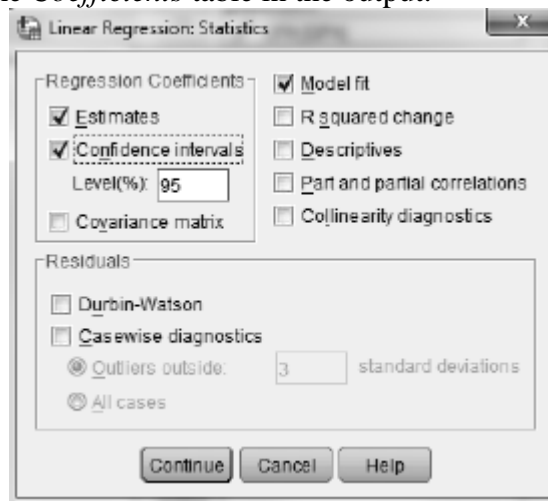 Coefficients table in the output.
Linear Regression: Statistics
Regression Coefficients
Estimates
Confidence intervals
Level(%): 95
Covariance matrix
Model fit
R squared change
Descriptives
Part and partial correlations
Collinearity diagnostics
Residuals
Durbin-Watson
Casewise diagnostics
Outliers outside: 3 standard deviations
All cases
Continue Cancel Help